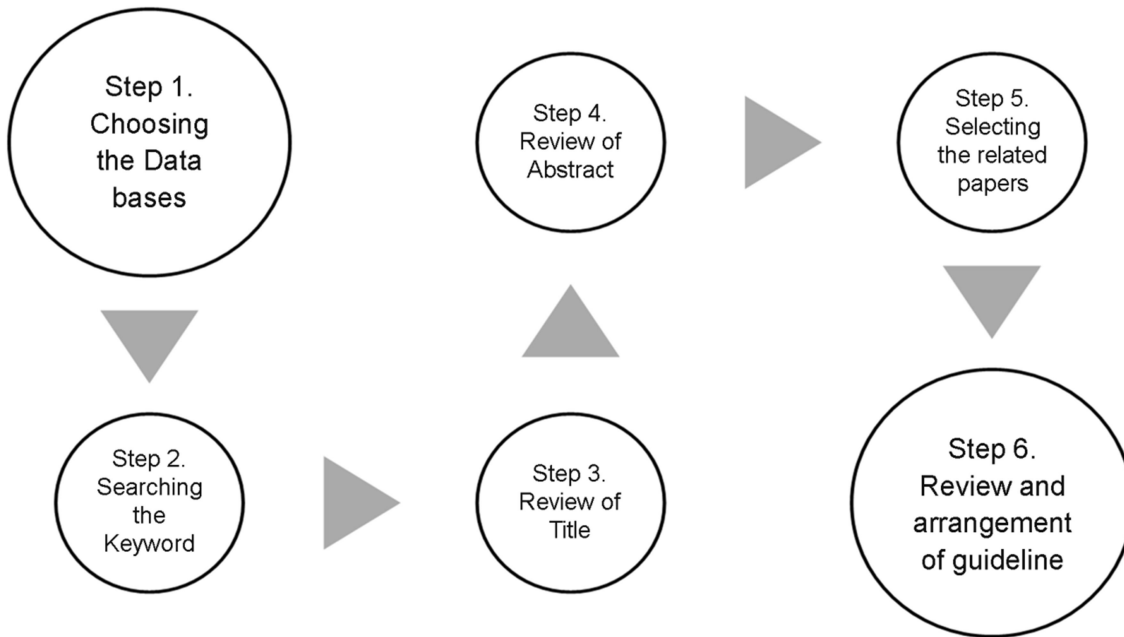 Step 1.
Choosing
the Data
bases
Step 2.
Searching
the
Keyword
Step 3.
Review of
Title
Step 4.
Review of
Abstract
Step 5.
Selecting
the related
papers
Step 6.
Review and
arrangement
of guideline